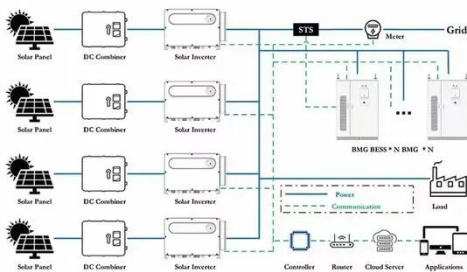 STS
Meter
Grid
Solar Panel DC Combiner Solar Inverter
Solar Panel DC Combiner Solar Inverter
BMG BESS * N BMG * N
Solar Panel DC Combiner Solar Inverter
Power
Communication
Load
Solar Panel DC Combiner Solar Inverter
Controller Router Cloud Server Applications